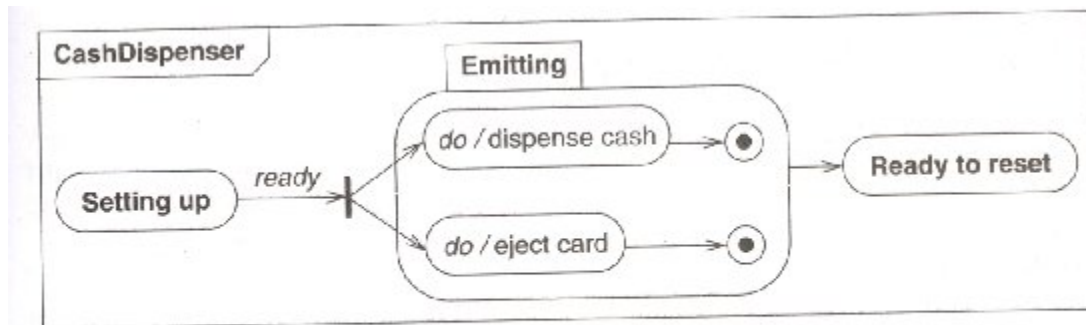 CashDispenser
Emitting
do / dispense cash
ready
Setting up
Ready to reset
do / eject card